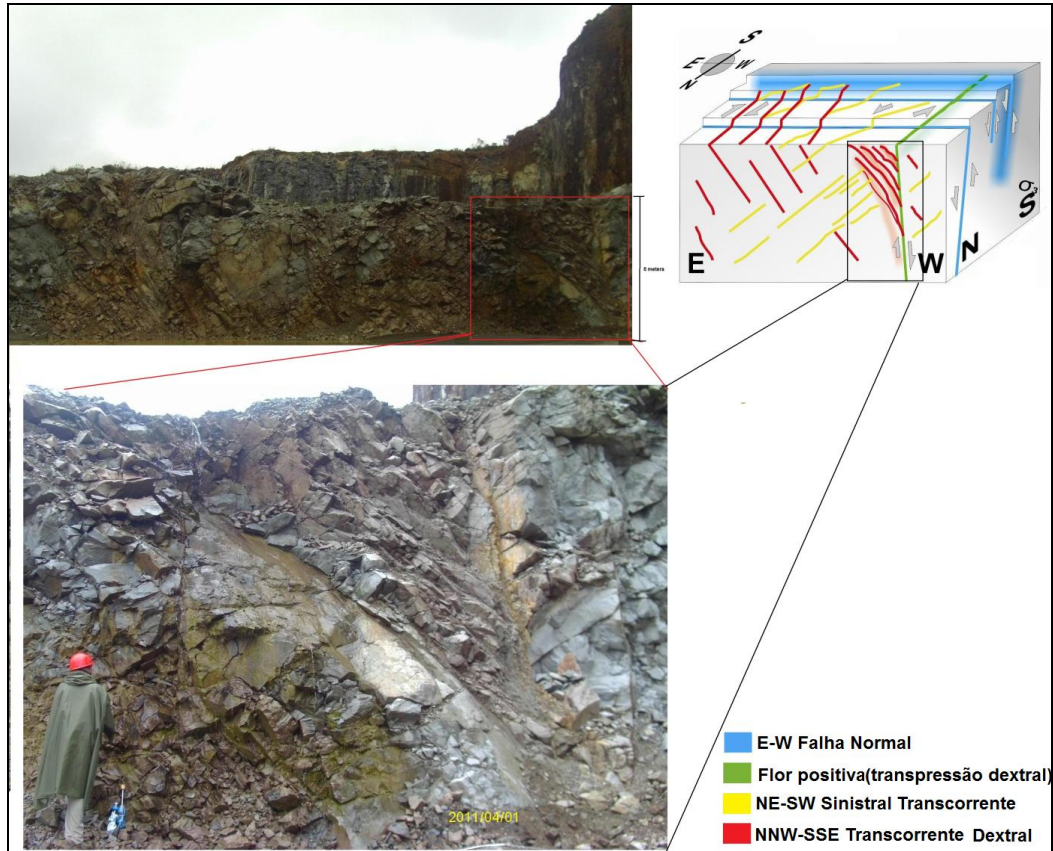 S
E
W
N
E
W
N
S
σ3
8 meters
2011/04/01
E-W Falha Normal
Flor positiva(transpressão dextral)
NE-SW Sinistral Transcorrente
NNW-SSE Transcorrente Dextral